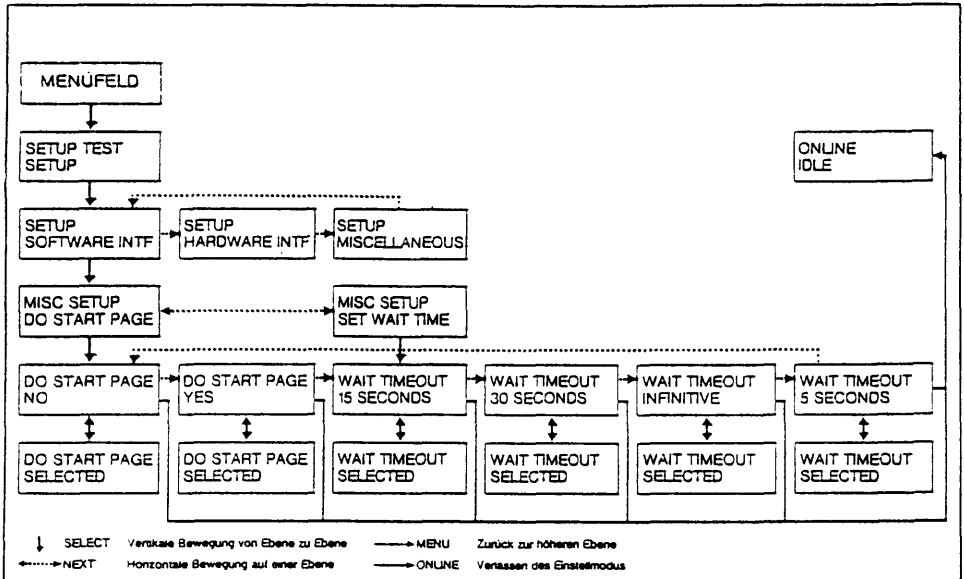 MENÜFELD
SETUP TEST
SETUP
ONLINE
IDLE
SETUP
SOFTWARE INTF
SETUP
HARDWARE INTF
SETUP
MISCELLANEOUS
MISC SETUP
DO START PAGE
MISC SETUP
SET WAIT TIME
DO START PAGE
NO
DO START PAGE
YES
WAIT TIMEOUT
15 SECONDS
WAIT TIMEOUT
30 SECONDS
WAIT TIMEOUT
INFINITIVE
WAIT TIMEOUT
5 SECONDS
DO START PAGE
SELECTED
DO START PAGE
SELECTED
WAIT TIMEOUT
SELECTED
WAIT TIMEOUT
SELECTED
WAIT TIMEOUT
SELECTED
WAIT TIMEOUT
SELECTED
SELECT Vertikale Bewegung von Ebene zu Ebene
MENU Zurück zur höheren Ebene
NEXT Horizontale Bewegung auf einer Ebene
ONLINE Verlassen des Einstellmodus